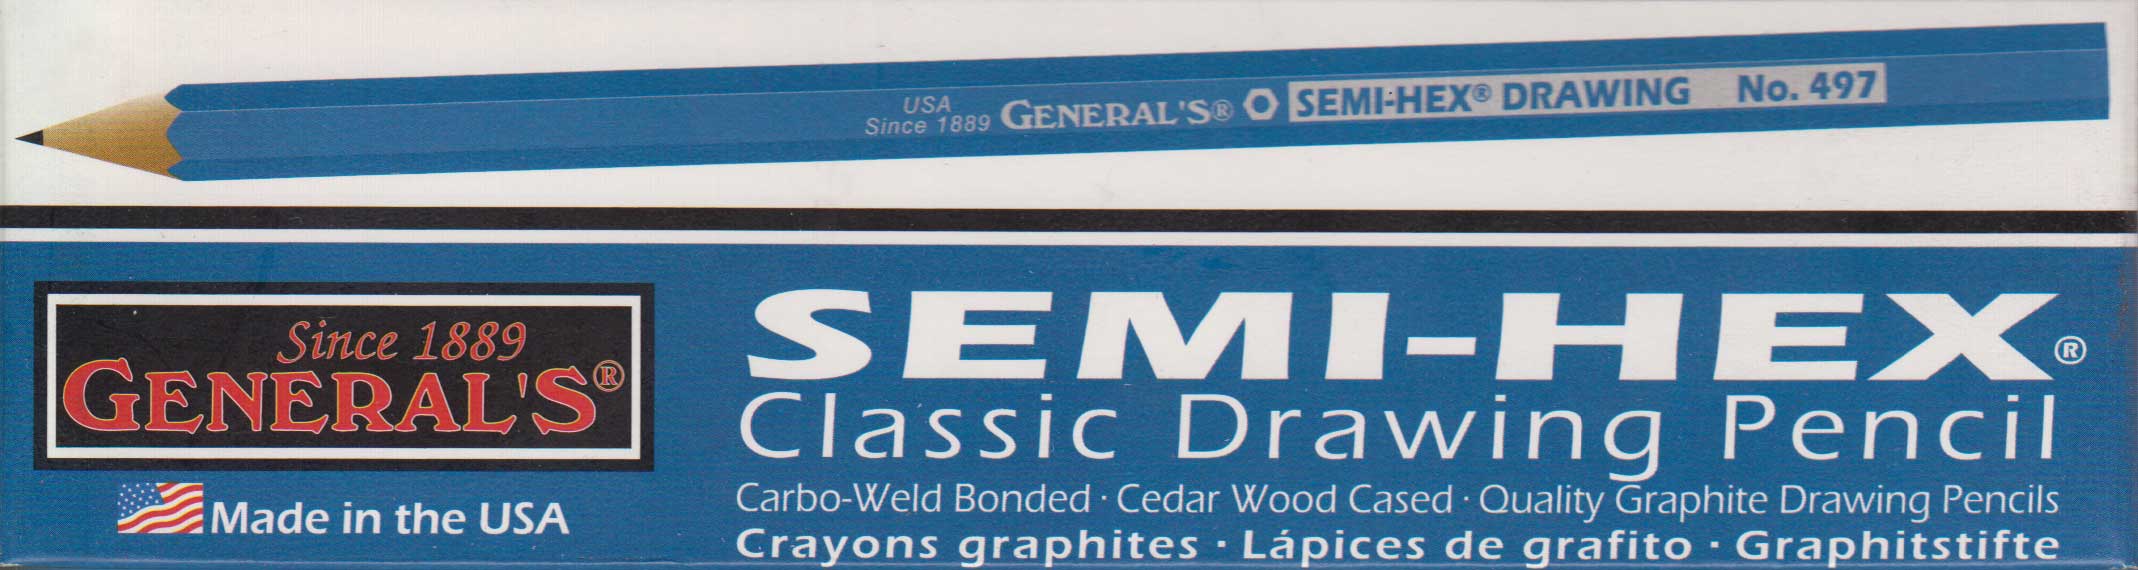 USA
Since 1889 GENERAL'S® SEMI-HEX® DRAWING No. 497
Since 1889
GENERAL'S®
Made in the USA
SEMI-HEX®
Classic Drawing Pencil
Carbo-Weld Bonded · Cedar Wood Cased · Quality Graphite Drawing Pencils
Crayons graphites · Lápices de grafito · Graphitstifte